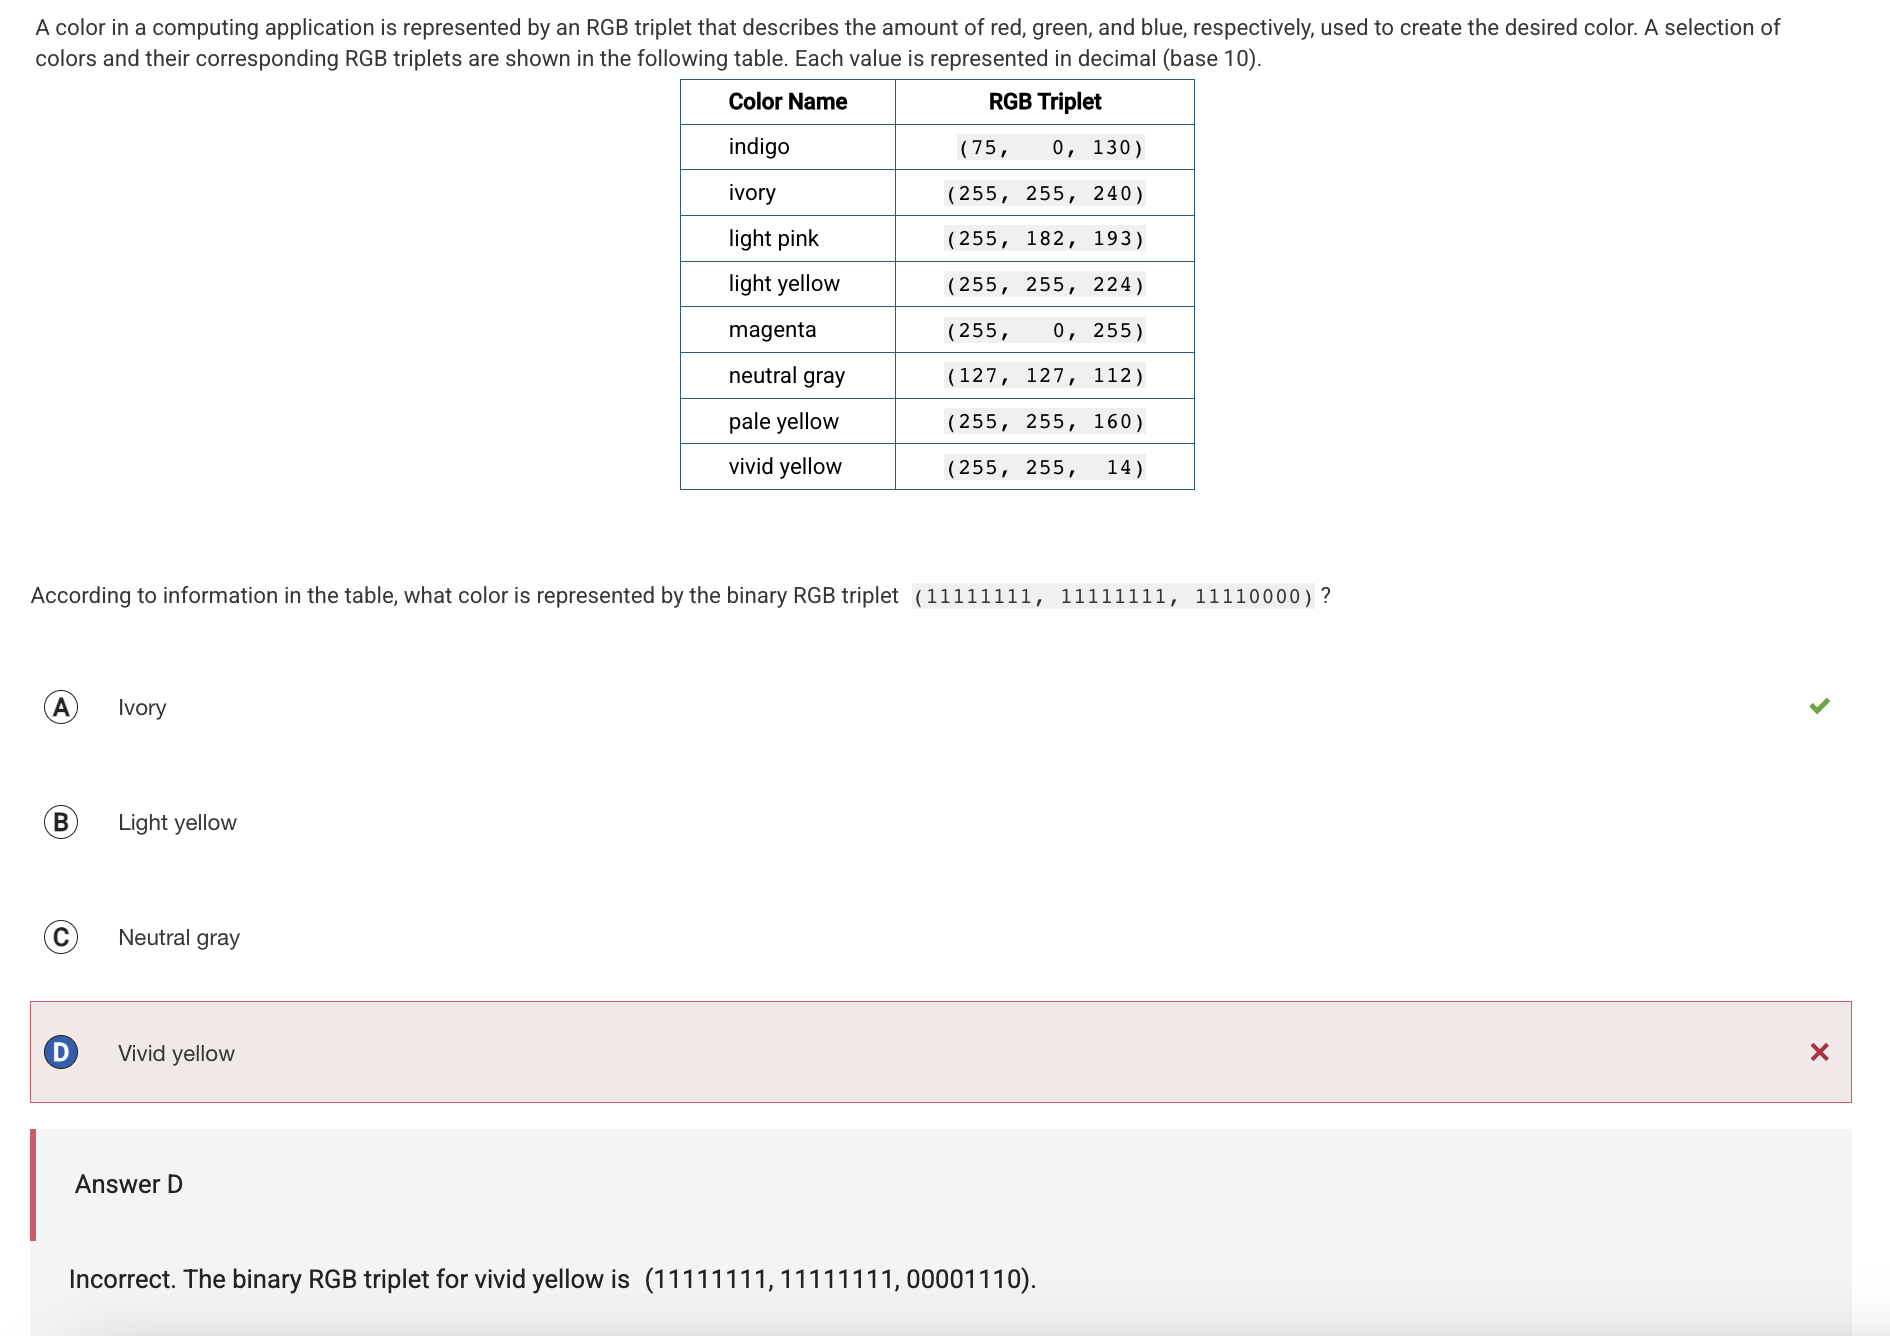 A color in a computing application is represented by an RGB triplet that describes the amount of red, green, and blue, respectively, used to create the desired color. A selection of
colors and their corresponding RGB triplets are shown in the following table. Each value is represented in decimal (base 10).
Color Name RGB Triplet
indigo (75, 0, 130)
ivory (255, 255, 240)
light pink (255, 182, 193)
light yellow (255, 255, 224)
magenta (255, 0, 255)
neutral gray (127, 127, 112)
pale yellow (255, 255, 160)
vivid yellow (255, 255, 14)
According to information in the table, what color is represented by the binary RGB triplet (11111111, 11111111, 11110000) ?
A Ivory
B Light yellow
C Neutral gray
D Vivid yellow
Answer D
Incorrect. The binary RGB triplet for vivid yellow is (11111111, 11111111, 00001110).